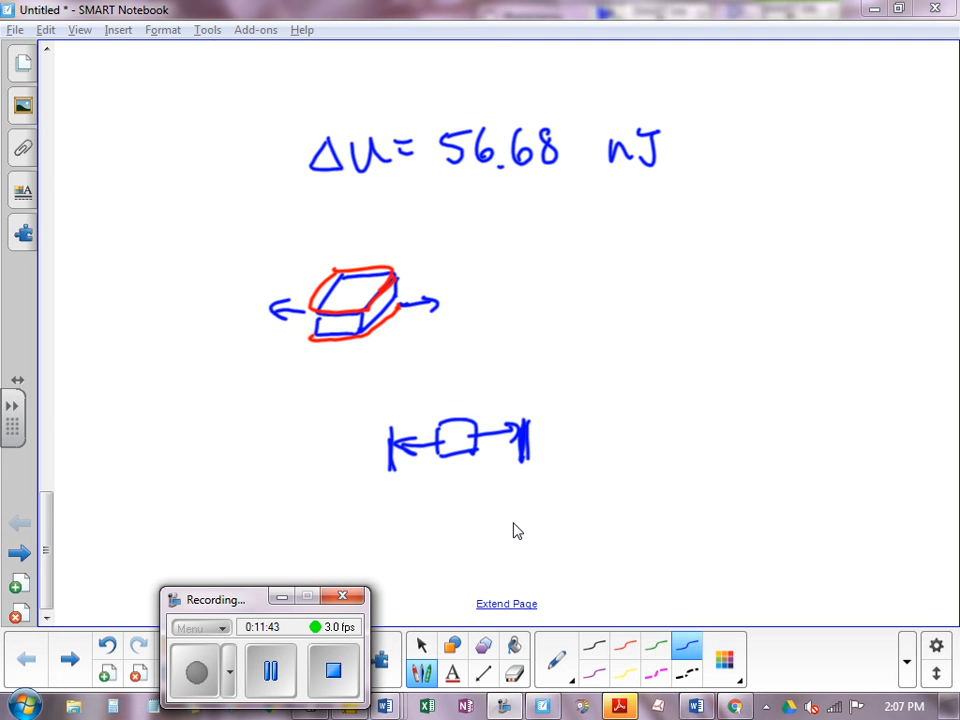 Untitled * - SMART Notebook
File Edit View Insert Format Tools Add-ons Help
ΔU = 56.68 nJ
Extend Page
Recording...
Menu 0:11:43 3.0 fps
2:07 PM